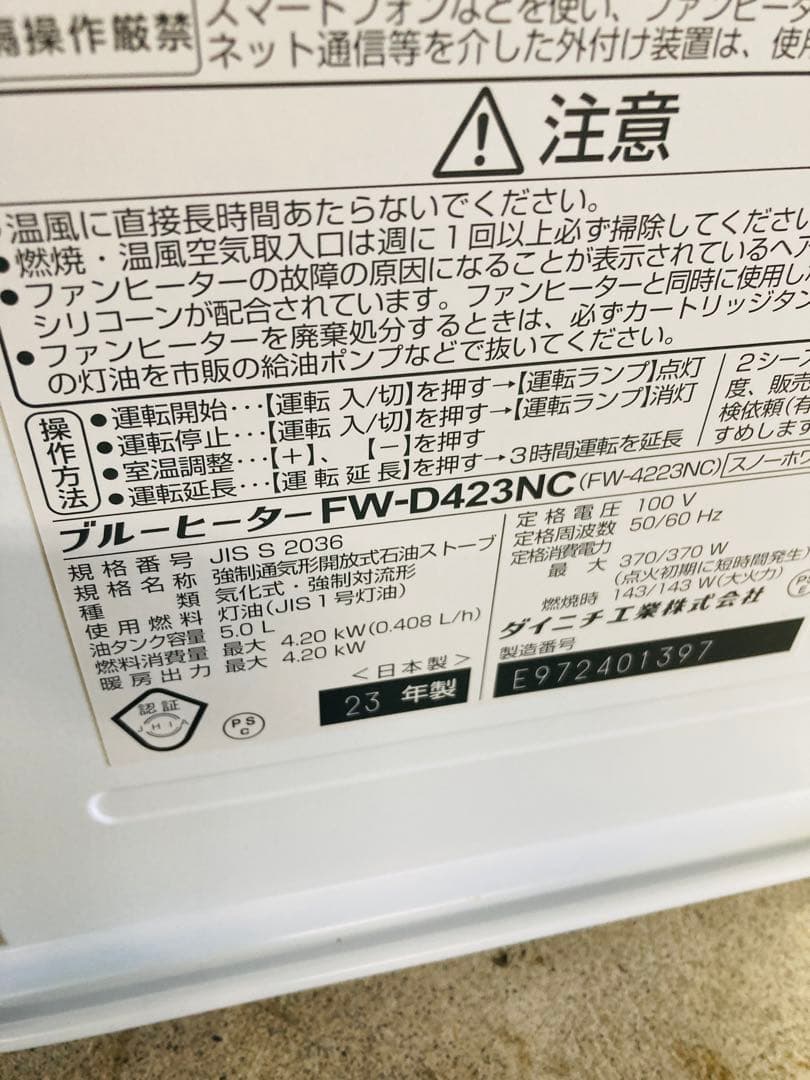 隔操作厳禁
スマートフォンなどを使い、ファンヒータ
ネット通信等を介した外付け装置は、使用
注意
温風に直接長時間あたらないでください。
●燃焼・温風空気取入口は週に1回以上必ず掃除してください
●ファンヒーターの故障の原因になることが表示されているヘア
シリコーンが配合されています。ファンヒーターと同時に使用し
●ファンヒーターを廃棄処分するときは、必ずカートリッジタン
の灯油を市販の給油ポンプなどで抜いてください。
操作方法
●運転開始‥‥【運転 入/切】を押す→【運転ランプ】点灯
●運転停止‥‥【運転 入/切】を押す→【運転ランプ】消灯
●室温調整‥‥【+】、【−】を押す
●運転延長‥‥【運転延長】を押す→3時間運転を延長
2シーズ
度、販売
検依頼(有
すめします
ブルーヒーターFW-D423NC(FW-4223NC)[スノーホワ
規格番号 JIS S 2036
規格名称 強制通気形開放式石油ストーブ
種類 気化式・強制対流形
使用燃料 灯油(JIS1号灯油)
油タンク容量 5.0 L
燃料消費量 最大 4.20 kW(0.408 L/h)
暖房出力 最大 4.20 kW
<日本製>
23 年製
認証
JHIA
PS
C
定格電圧 100 V
定格周波数 50/60 Hz
定格消費電力
最大 370/370 W
(点火初期に短時間発生)
燃焼時 143/143 W(大火力)
ダイニチ工業株式会社
製造番号
E972401397
PS
E